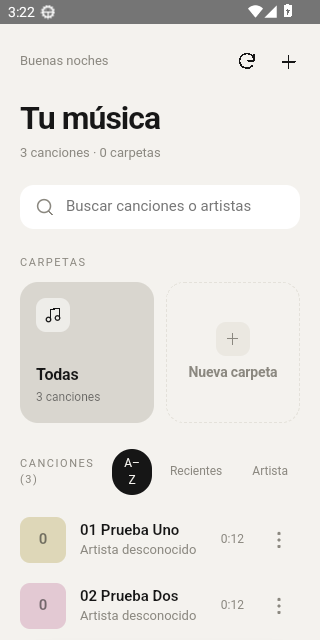 3:22
Buenas noches
Tu música
3 canciones · 0 carpetas
Buscar canciones o artistas
CARPETAS
Todas
3 canciones
Nueva carpeta
CANCIONES
(3)
A–
Z
Recientes
Artista
0
01 Prueba Uno
Artista desconocido
0:12
0
02 Prueba Dos
Artista desconocido
0:12